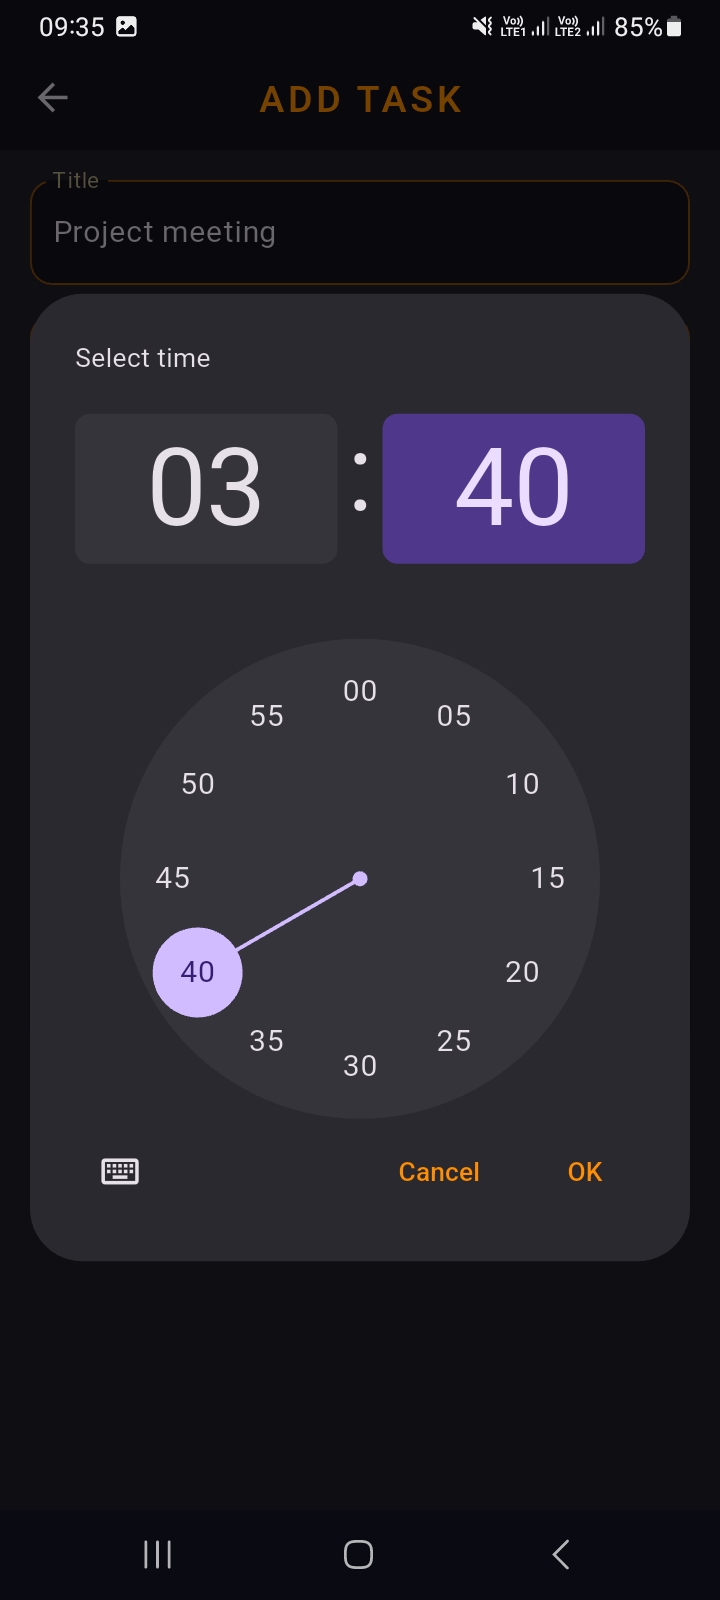 09:35 Vo)) LTE1 Vo)) LTE2 85%
ADD TASK
Title
Project meeting
Select time
03 : 40
00
55 05
50 10
45 15
40 20
35 25
30
Cancel OK